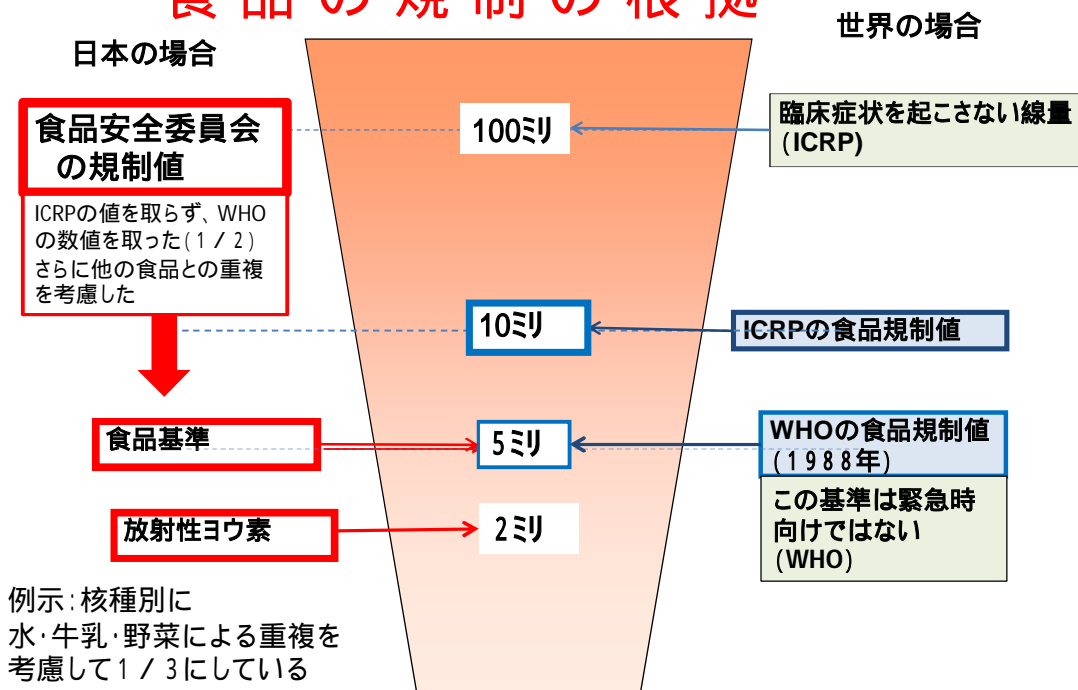 食品の規制の根拠
日本の場合
世界の場合
食品安全委員会
の規制値
ICRPの値を取らず、WHO
の数値を取った(1/2)
さらに他の食品との重複
を考慮した
100ミリ
臨床症状を起こさない線量
(ICRP)
10ミリ
ICRPの食品規制値
食品基準
5ミリ
WHOの食品規制値
(1988年)
この基準は緊急時
向けではない
(WHO)
放射性ヨウ素
2ミリ
例示:核種別に
水・牛乳・野菜による重複を
考慮して1/3にしている